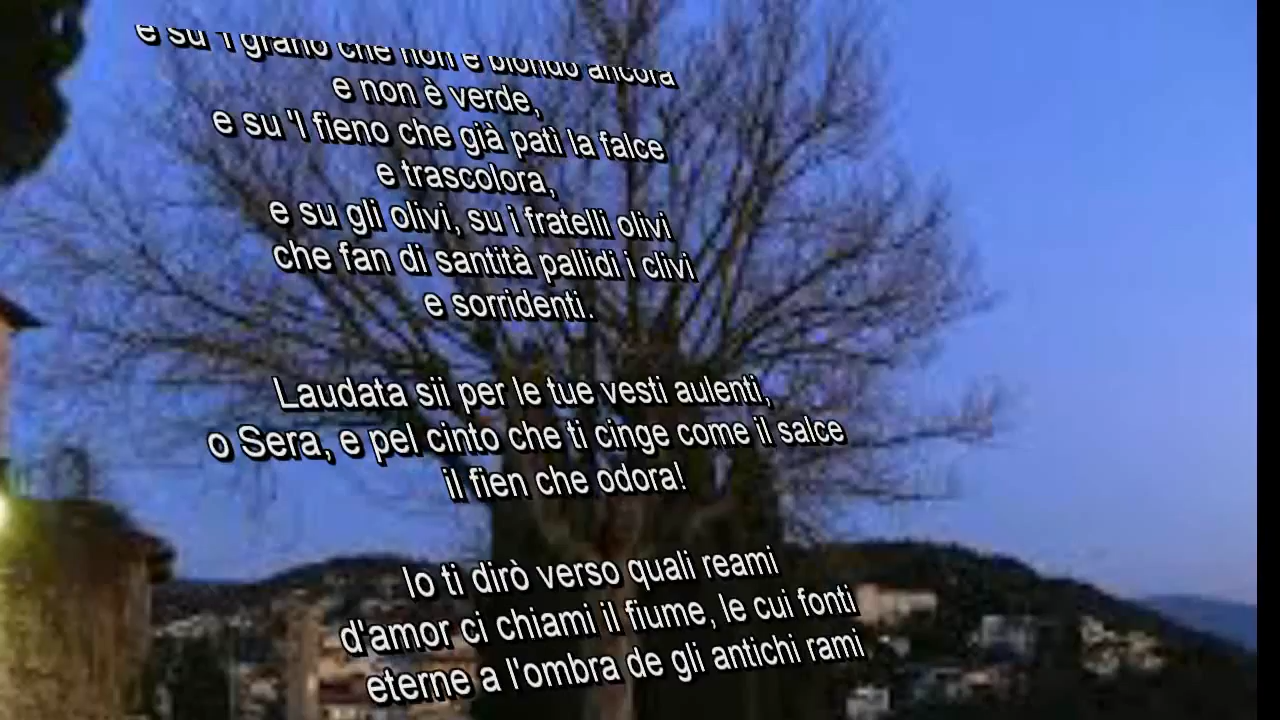 e su 'l grano che non è biondo ancora
e non è verde,
e su 'l fieno che già patì la falce
e trascolora,
e su gli olivi, su i fratelli olivi
che fan di santità pallidi i clivi
e sorridenti.
Laudata sii per le tue vesti aulenti,
o Sera, e pel cinto che ti cinge come il salce
il fien che odora!
Io ti dirò verso quali reami
d'amor ci chiami il fiume, le cui fonti
eterne a l'ombra de gli antichi rami